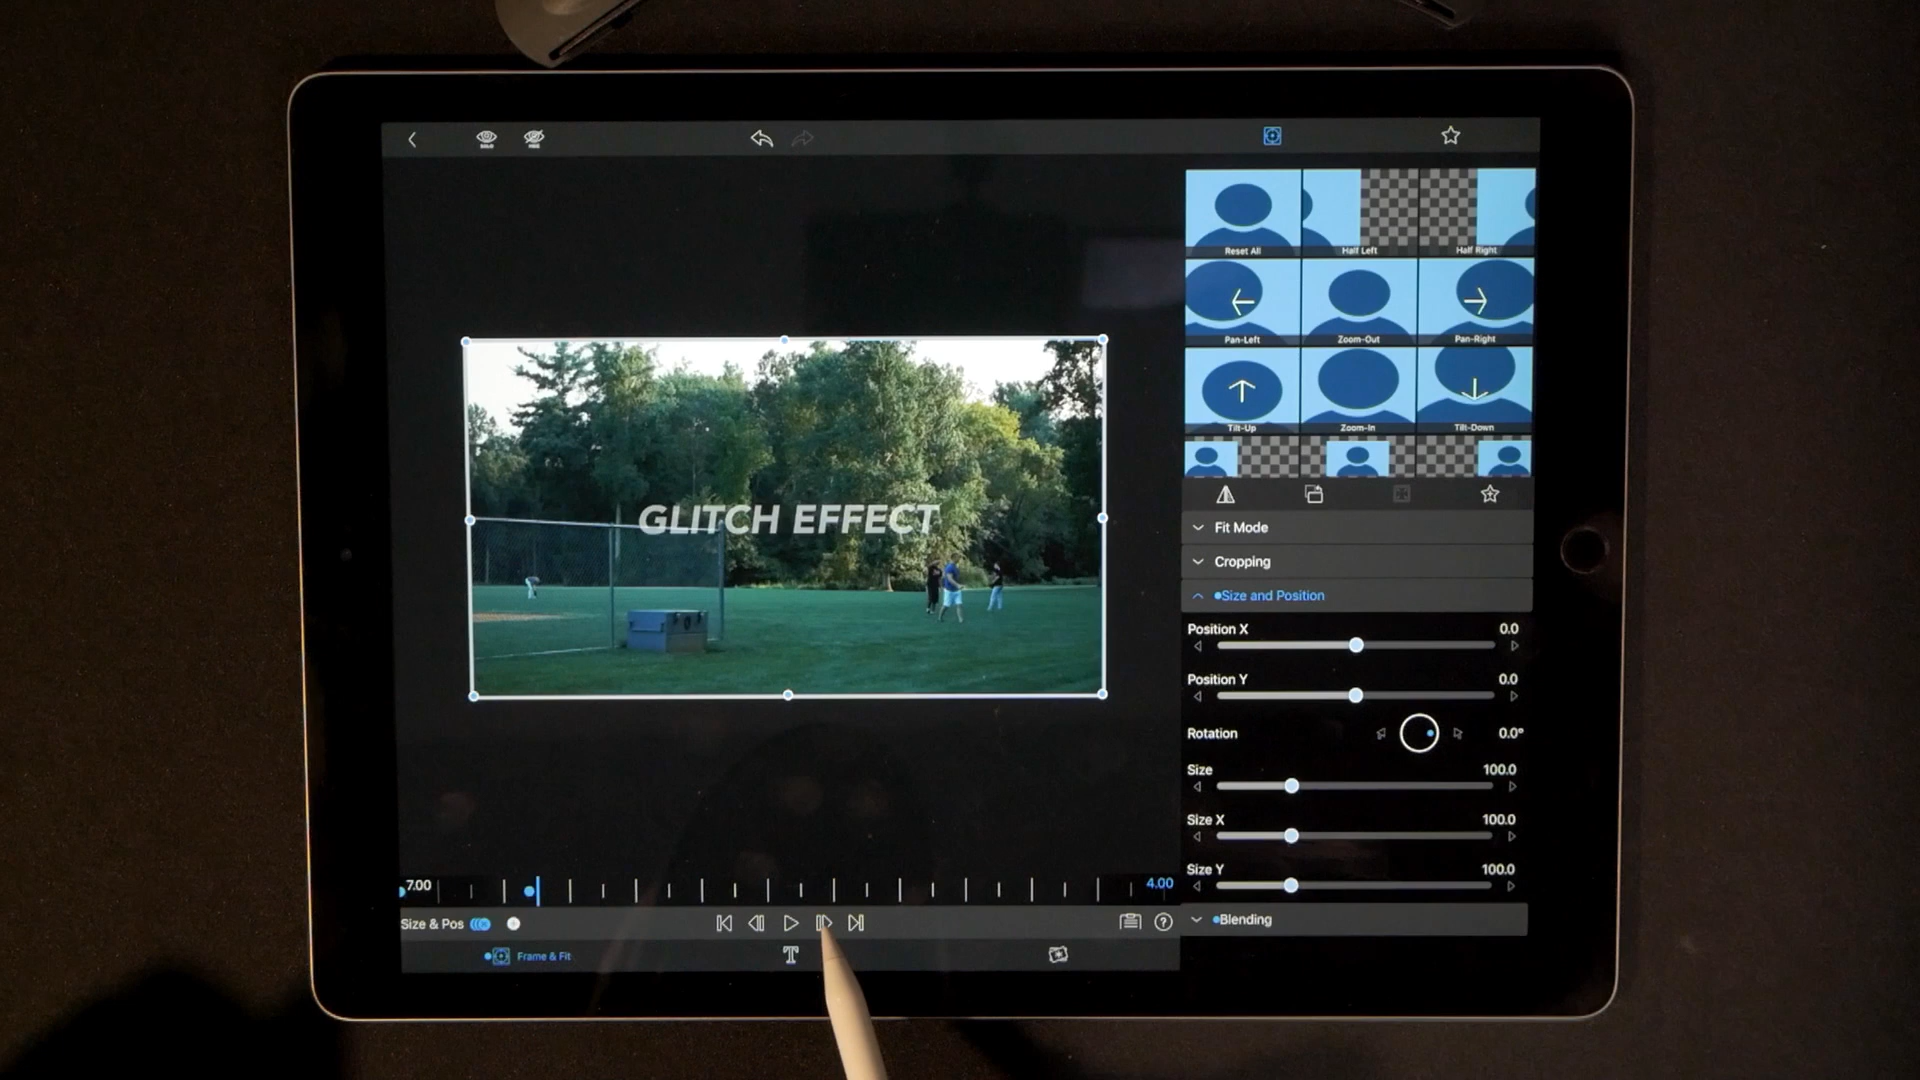 SOLO
HIDE
Reset All
Half Left
Half Right
Pan-Left
Zoom-Out
Pan-Right
Tilt-Up
Zoom-In
Tilt-Down
GLITCH EFFECT
Fit Mode
Cropping
Size and Position
Position X 0.0
Position Y 0.0
Rotation 0.0°
Size 100.0
Size X 100.0
Size Y 100.0
Blending
7.00
4.00
Size & Pos
?
T
Frame & Fit